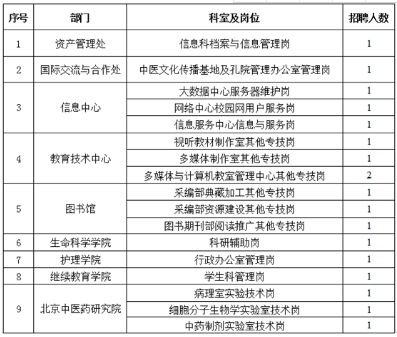 序号 部门 科室及岗位 招聘人数
1 资产管理处 信息科档案与信息管理岗 1
2 国际交流与合作处 中医文化传播基地及孔院管理办公室管理岗 1
3 信息中心 大数据中心服务器维护岗 1
网络中心校园网用户服务岗 1
信息服务中心信息与服务岗 1
4 教育技术中心 视听教材制作室其他专技岗 1
多媒体制作室其他专技岗 1
多媒体与计算机教室管理中心其他专技岗 2
5 图书馆 采编部典藏加工其他专技岗 1
采编部资源建设其他专技岗 1
图书期刊部阅读推广其他专技岗 1
6 生命科学学院 科研辅助岗 1
7 护理学院 行政办公室管理岗 1
8 继续教育学院 学生科管理岗 1
9 北京中医药研究院 病理室实验技术岗 1
细胞分子生物学实验室技术岗 1
中药制剂实验室技术岗 1